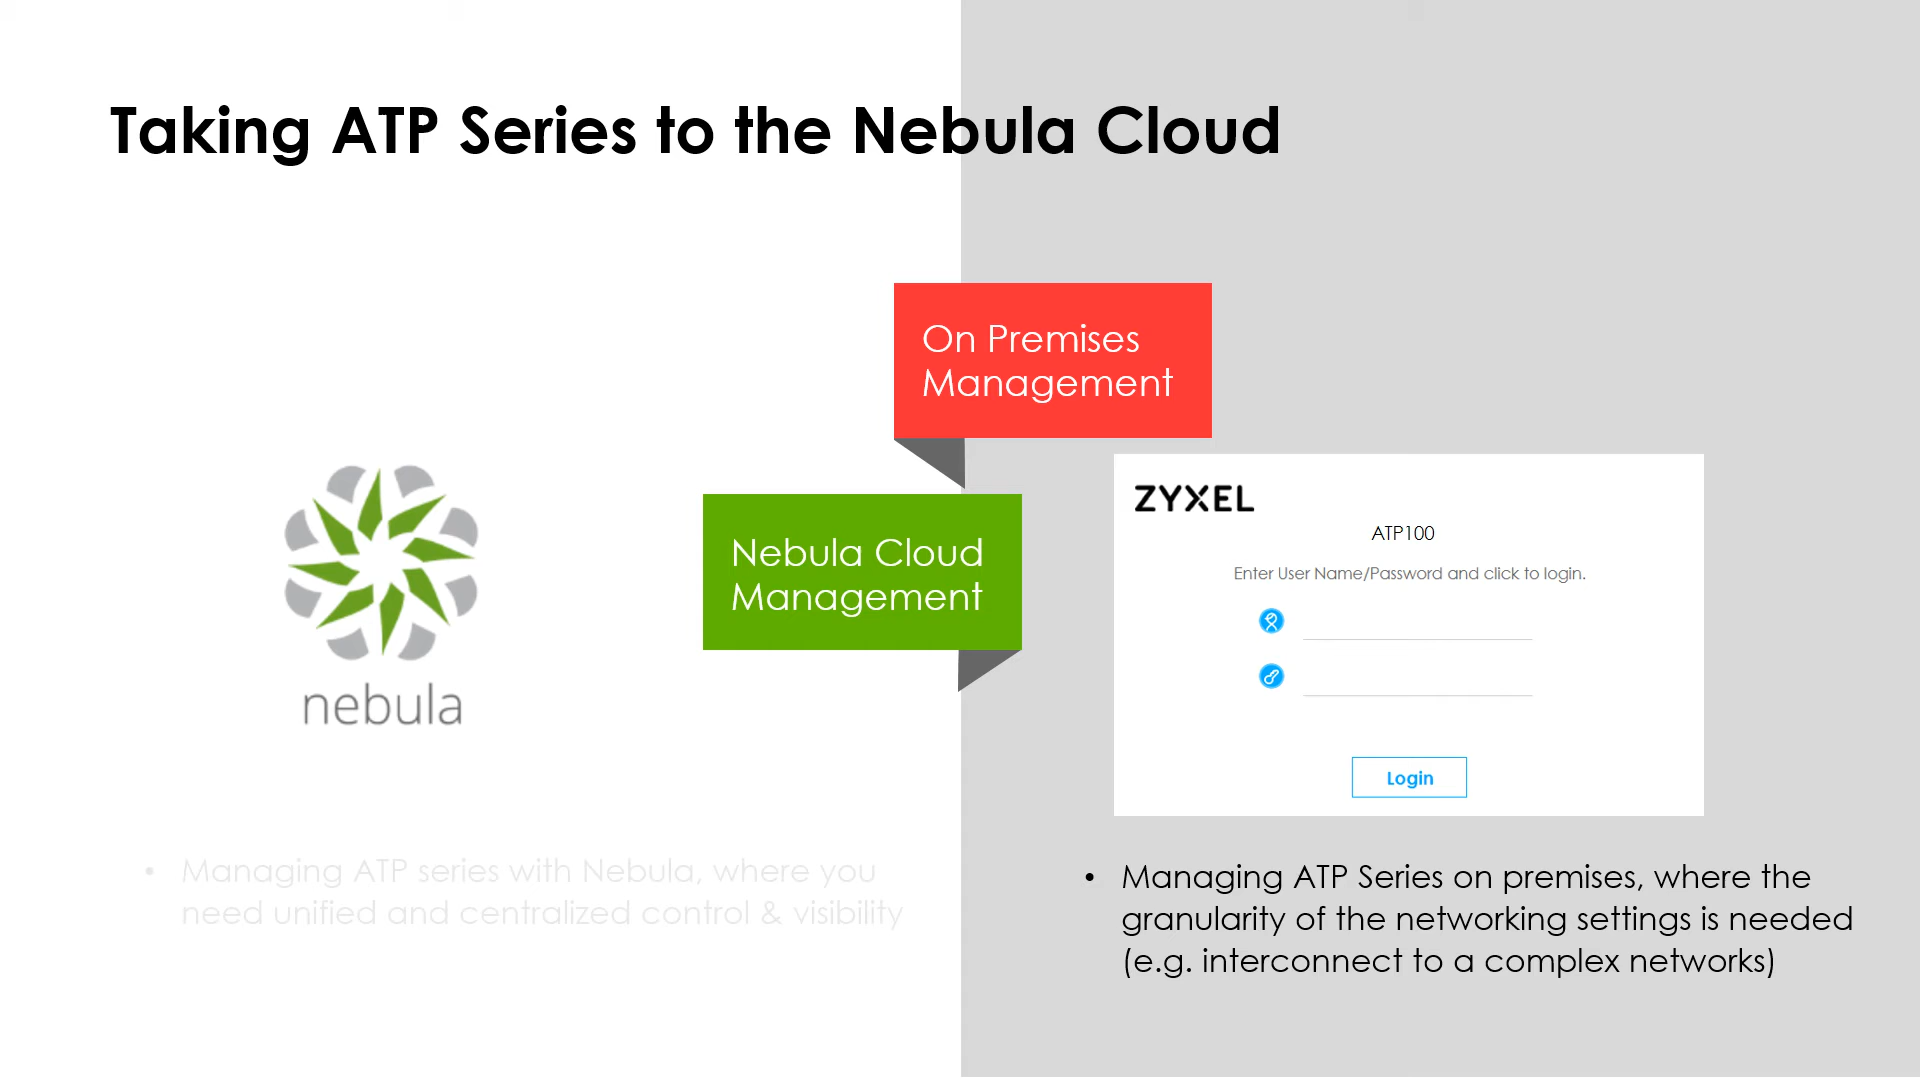 Taking ATP Series to the Nebula Cloud
On Premises
Management
Nebula Cloud
Management
nebula
• Managing ATP series with Nebula, where you
need unified and centralized control & visibility
ZYXEL
ATP100
Enter User Name/Password and click to login.
Login
• Managing ATP Series on premises, where the
granularity of the networking settings is needed
(e.g. interconnect to a complex networks)